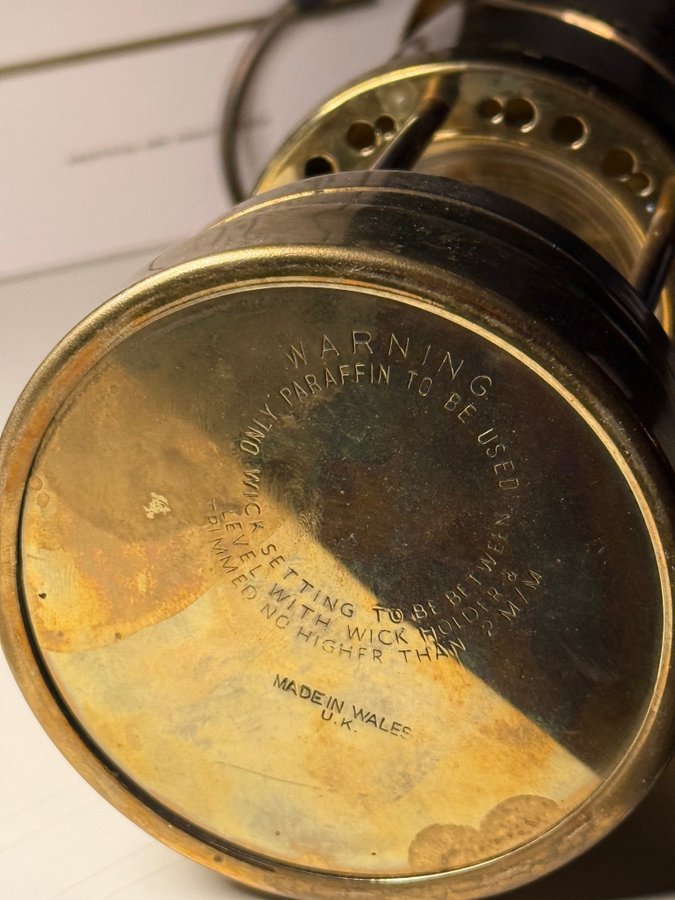 WARNING
ONLY PARAFFIN TO BE USED
WICK SETTING TO BE BETWEEN
LEVEL WITH WICK HOLDER &
TRIMMED NO HIGHER THAN 2 M/M
MADE IN WALES
U.K.